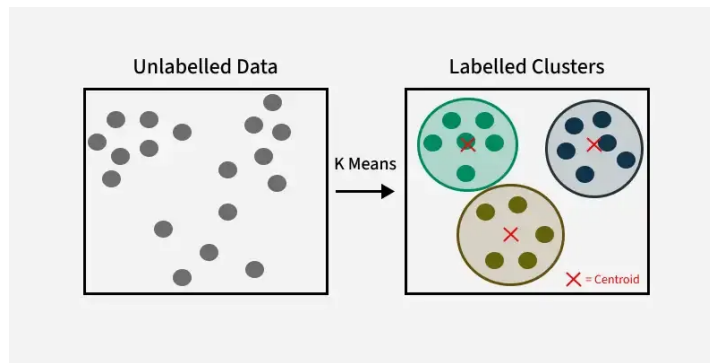 Unlabelled Data
Labelled Clusters
K Means
= Centroid